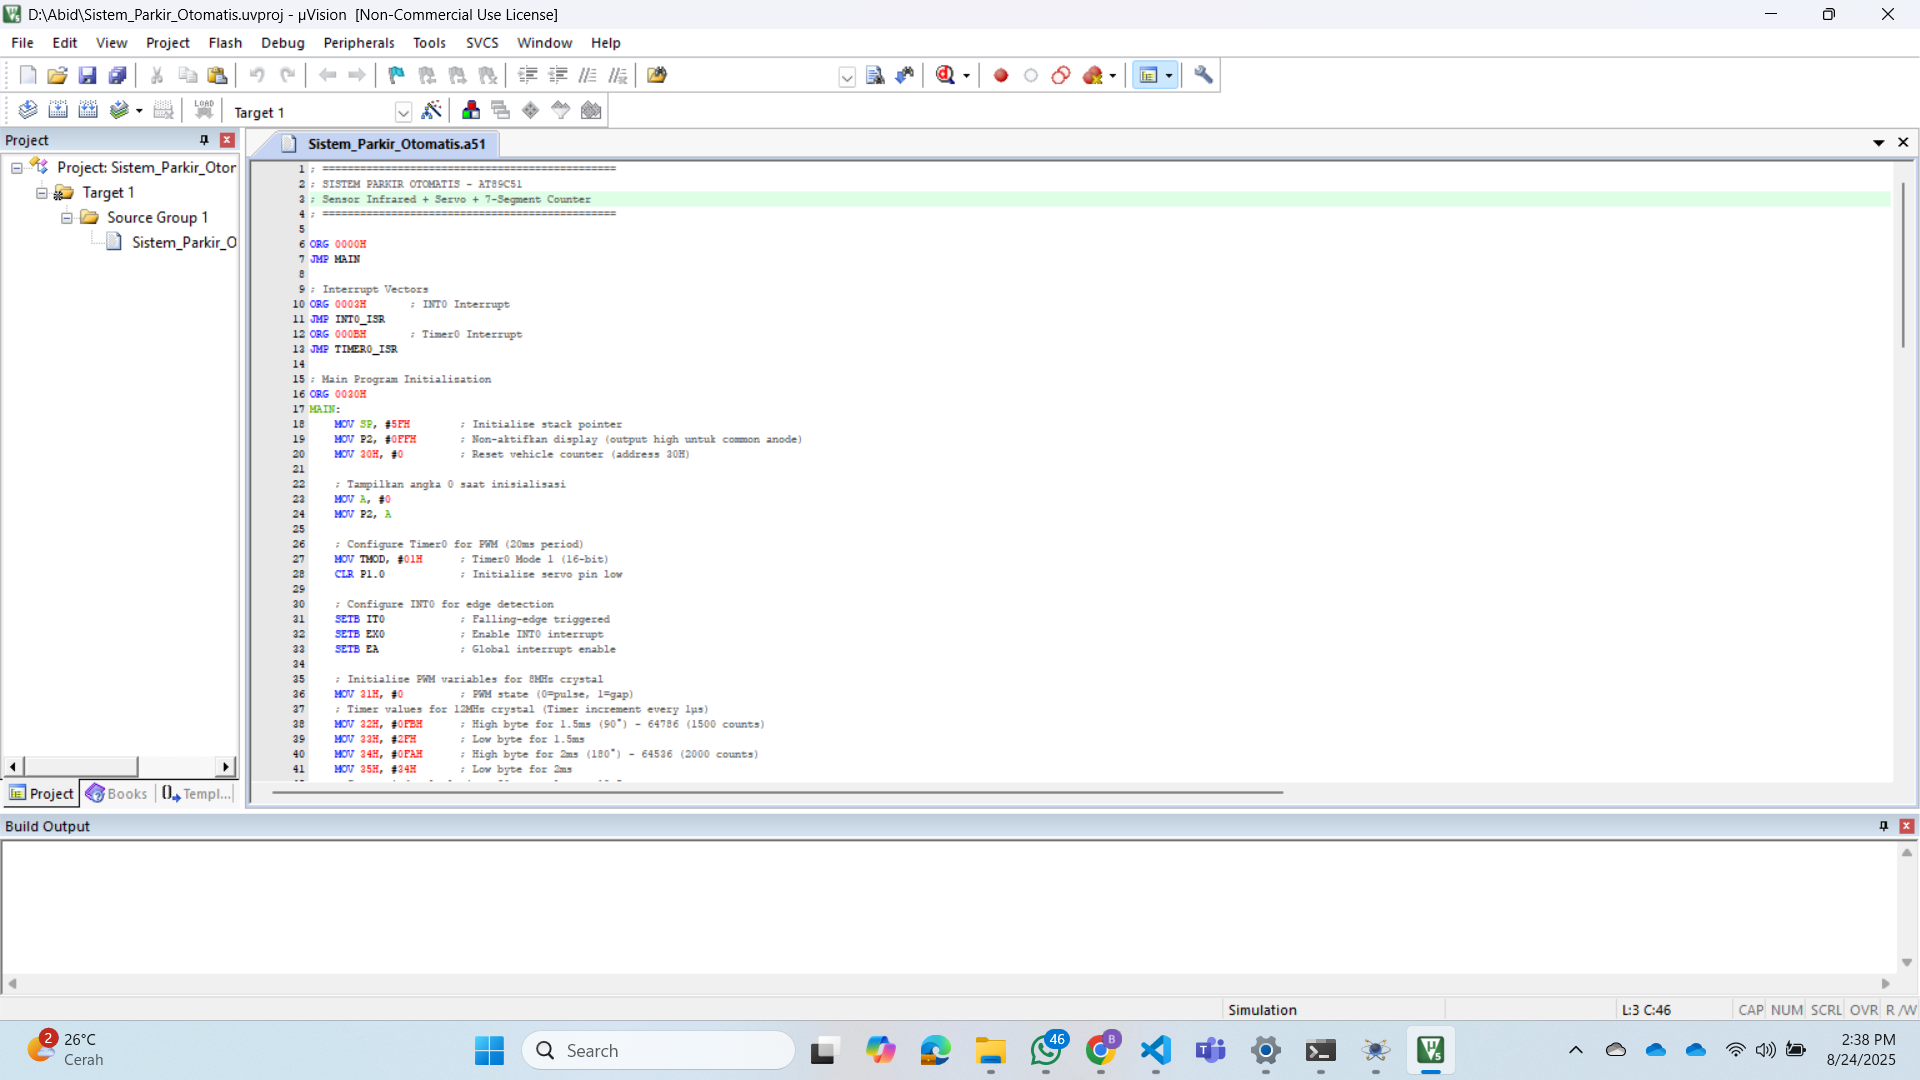 D:\Abid\Sistem_Parkir_Otomatis.uvproj - µVision  [Non-Commercial Use License]
File Edit View Project Flash Debug Peripherals Tools SVCS Window Help
LOAD Target 1
Project
Sistem_Parkir_Otomatis.a51
Project: Sistem_Parkir_Otor
Target 1
Source Group 1
Sistem_Parkir_O
1 ; ===============================================
2 ; SISTEM PARKIR OTOMATIS - AT89C51
3 ; Sensor Infrared + Servo + 7-Segment Counter
4 ; ===============================================
5
6 ORG 0000H
7 JMP MAIN
8
9 ; Interrupt Vectors
10 ORG 0003H ; INT0 Interrupt
11 JMP INT0_ISR
12 ORG 000BH ; Timer0 Interrupt
13 JMP TIMER0_ISR
14
15 ; Main Program Initialization
16 ORG 0030H
17 MAIN:
18 MOV SP, #5FH ; Initialize stack pointer
19 MOV P2, #0FFH ; Non-aktifkan display (output high untuk common anode)
20 MOV 30H, #0 ; Reset vehicle counter (address 30H)
21
22 ; Tampilkan angka 0 saat inisialisasi
23 MOV A, #0
24 MOV P2, A
25
26 ; Configure Timer0 for PWM (20ms period)
27 MOV TMOD, #01H ; Timer0 Mode 1 (16-bit)
28 CLR P1.0 ; Initialize servo pin low
29
30 ; Configure INT0 for edge detection
31 SETB IT0 ; Falling-edge triggered
32 SETB EX0 ; Enable INT0 interrupt
33 SETB EA ; Global interrupt enable
34
35 ; Initialize PWM variables for 8MHz crystal
36 MOV 31H, #0 ; PWM state (0=pulse, 1=gap)
37 ; Timer values for 12MHz crystal (Timer increment every 1µs)
38 MOV 32H, #0FBH ; High byte for 1.5ms (90°) - 64786 (1500 counts)
39 MOV 33H, #2FH ; Low byte for 1.5ms
40 MOV 34H, #0FAH ; High byte for 2ms (180°) - 64536 (2000 counts)
41 MOV 35H, #34H ; Low byte for 2ms
Project Books Templ...
Build Output
Simulation L:3 C:46 CAP NUM SCRL OVR R /W
2 26°C
Cerah
Search
46
B
2:38 PM
8/24/2025